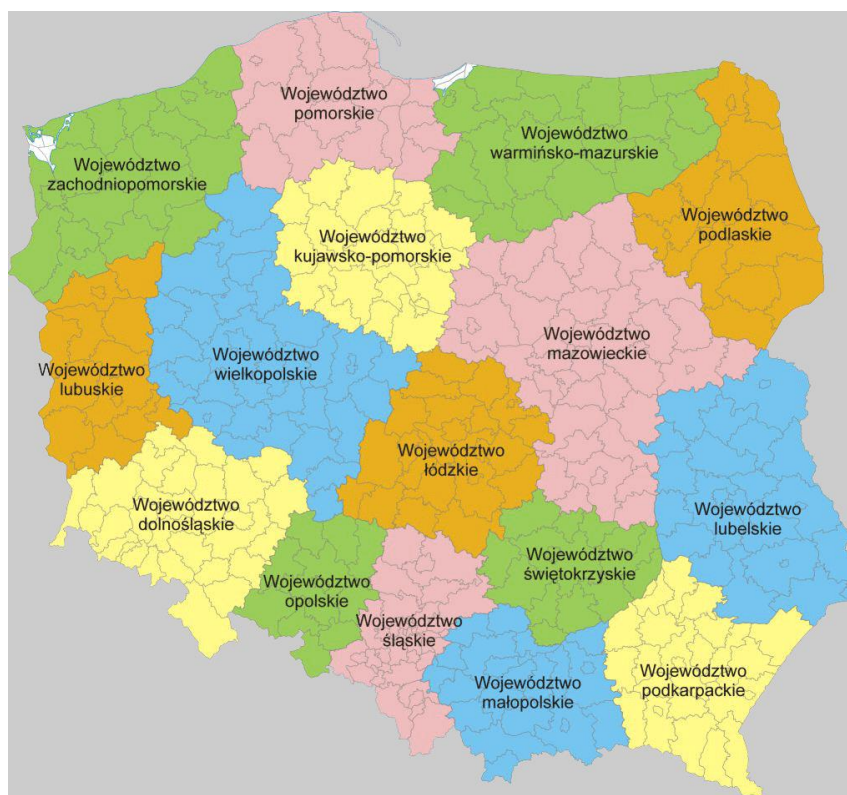 Województwo
pomorskie
Województwo
warmińsko-mazurskie
Województwo
zachodniopomorskie
Województwo
podlaskie
Województwo
kujawsko-pomorskie
Województwo
mazowieckie
Województwo
wielkopolskie
Województwo
lubuskie
Województwo
łódzkie
Województwo
dolnośląskie
Województwo
lubelskie
Województwo
świętokrzyskie
Województwo
opolskie
Województwo
śląskie
Województwo
podkarpackie
Województwo
małopolskie